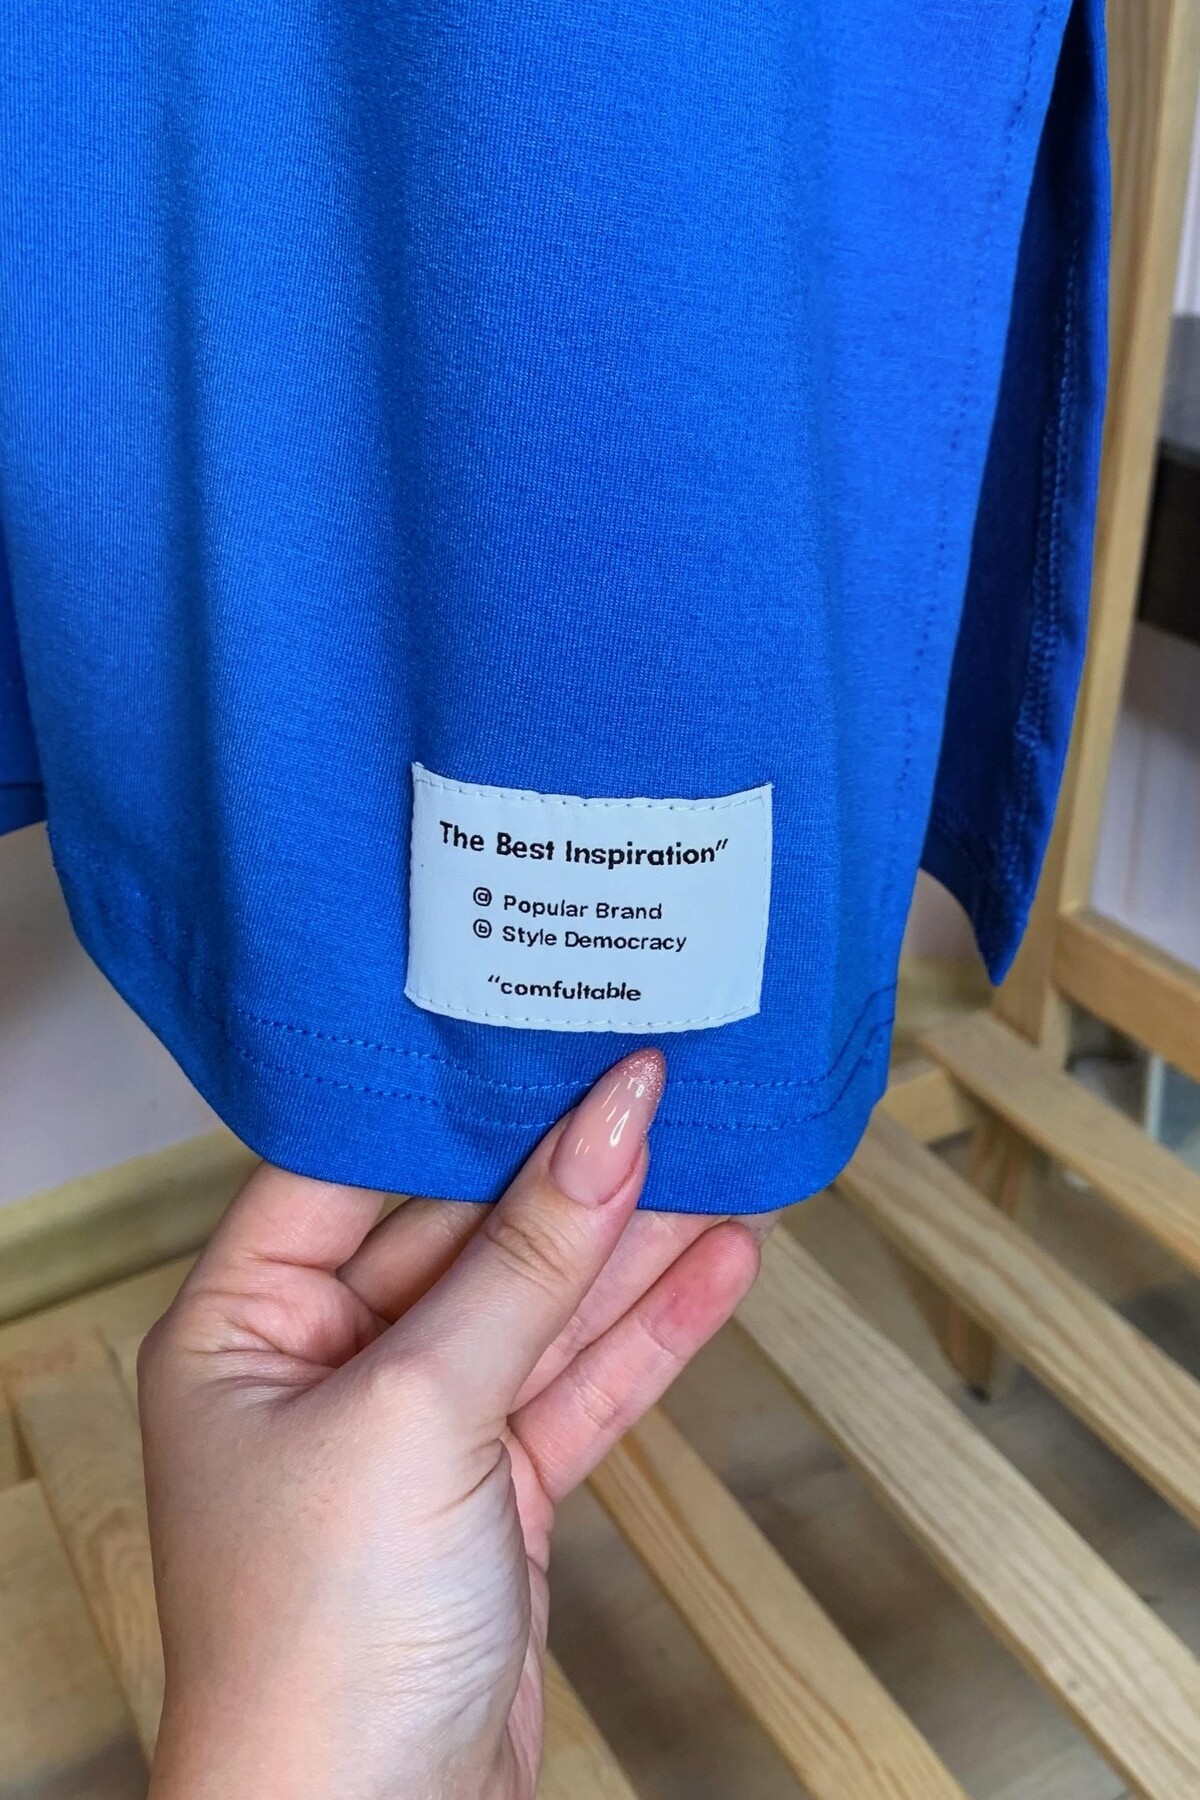 The Best Inspiration”
ⓐ Popular Brand
ⓑ Style Democracy
“comfultable